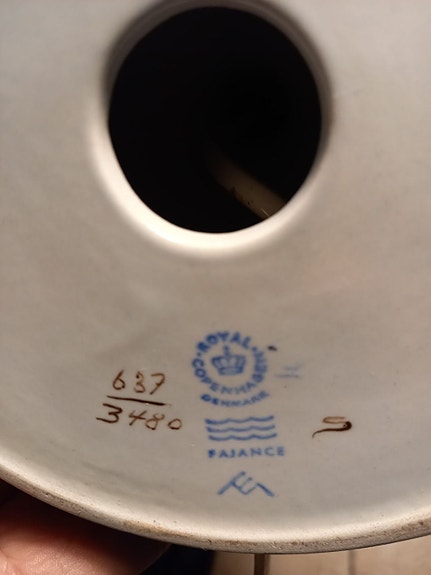 ROYAL
COPENHAGEN
DENMARK
637
3480
S
FAJANCE